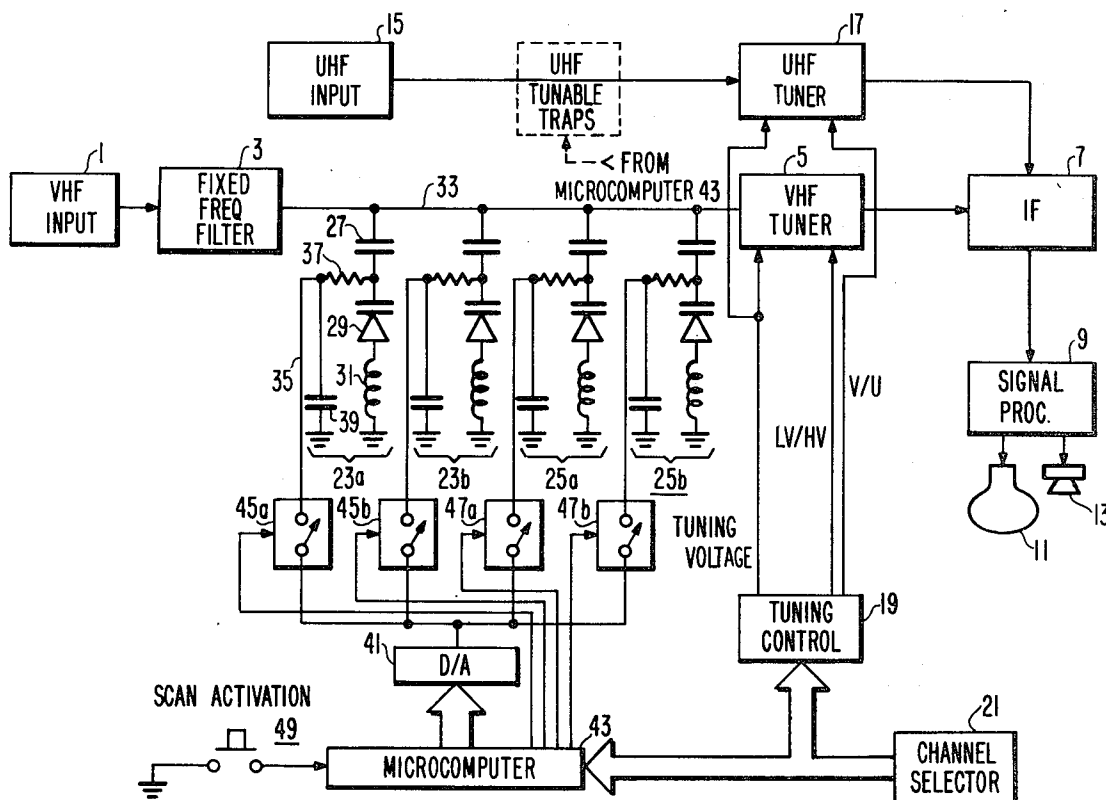 15
UHF
INPUT
UHF
TUNABLE
TRAPS
17
UHF
TUNER
< FROM
MICROCOMPUTER 43
1
VHF
INPUT
3
FIXED
FREQ
FILTER
33
5
VHF
TUNER
7
IF
27
37
29
35
31
39
23a
23b
25a
25b
LV/HV
V/U
9
SIGNAL
PROC.
11
13
45a
45b
47a
47b
TUNING
VOLTAGE
TUNING
CONTROL
19
41
D/A
SCAN ACTIVATION
49
43
MICROCOMPUTER
21
CHANNEL
SELECTOR